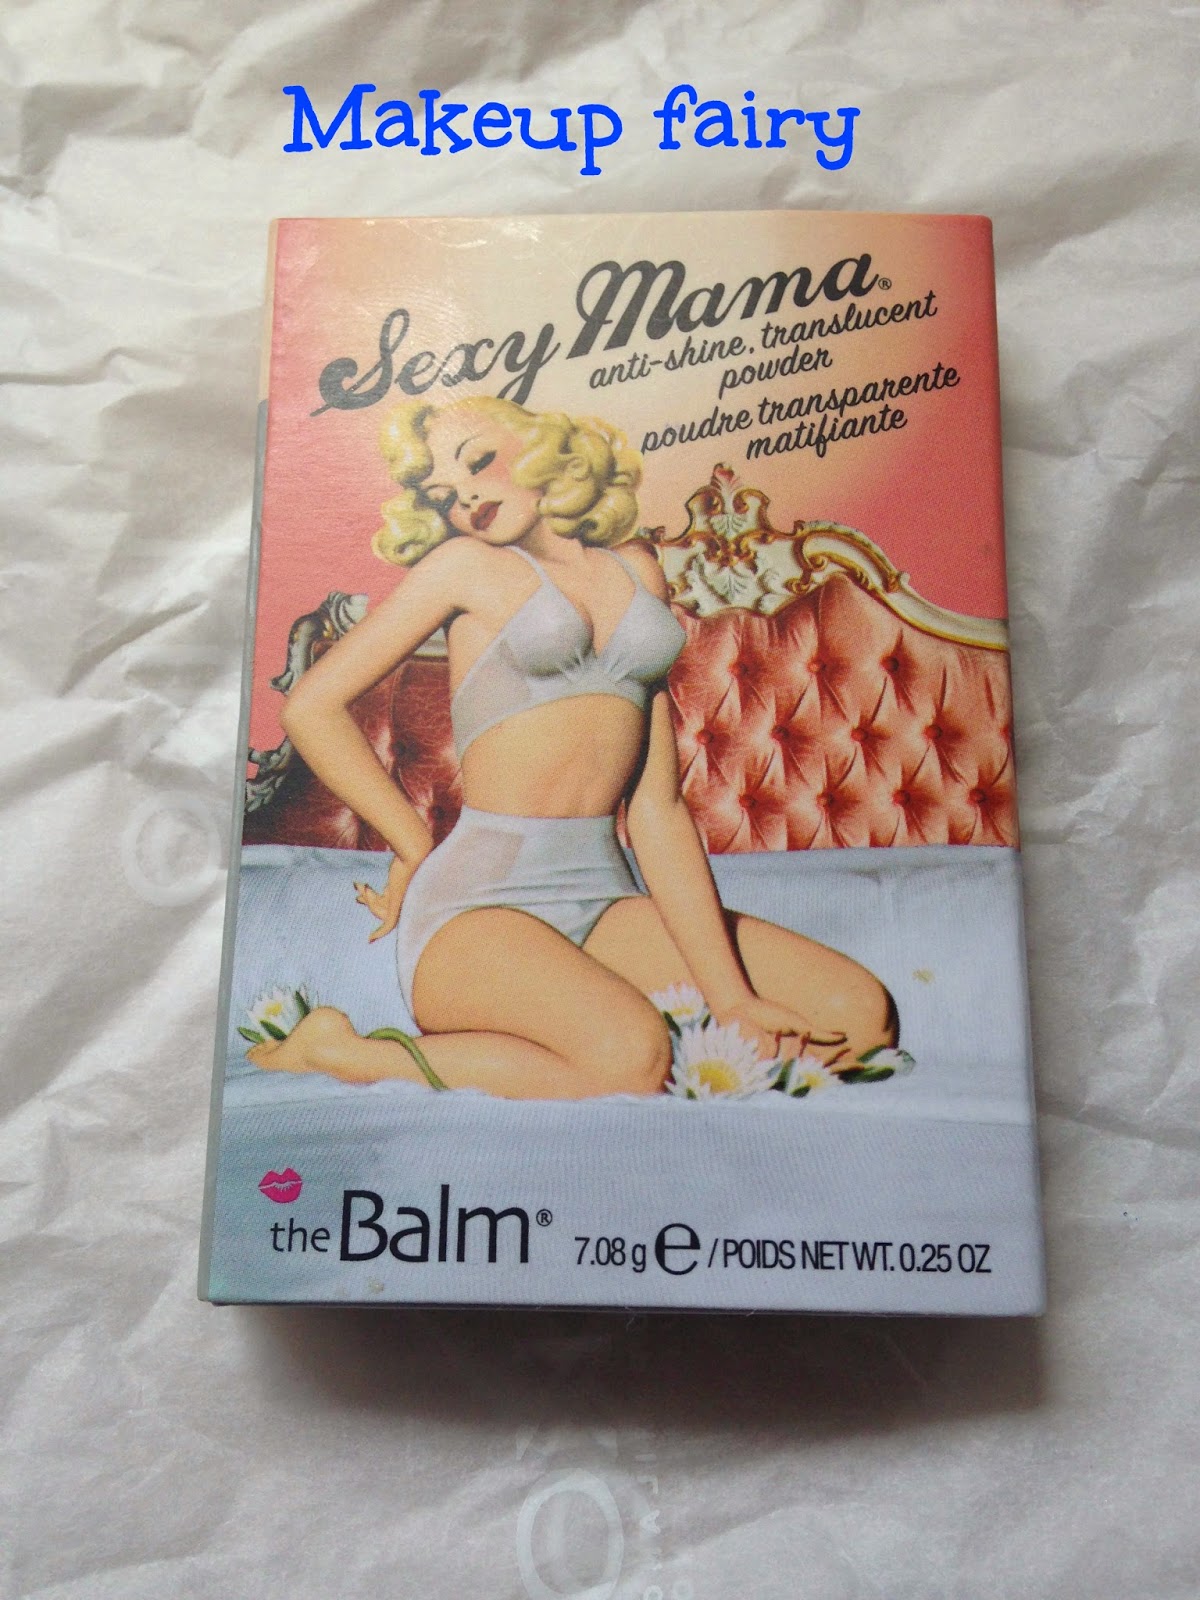 Makeup fairy
Sexy Mama®
anti-shine, translucent
powder
poudre transparente
matifiante
the Balm®
7.08 g e / POIDS NET WT. 0.25 OZ